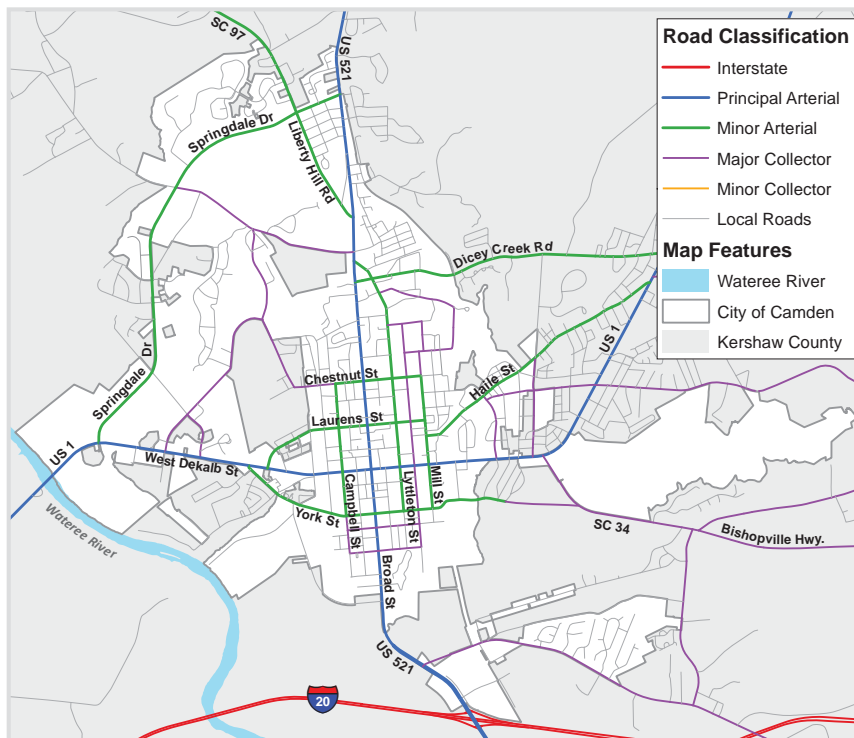 SC 97
US 521
Springdale Dr
Liberty Hill Rd
Dicey Creek Rd
Chestnut St
Haile St
US 1
Springdale Dr
Laurens St
US 1
West Dekalb St
Campbell St
Lyttleton St
Mill St
York St
Wateree River
SC 34
Bishopville Hwy.
Broad St
US 521
20
Road Classification
Interstate
Principal Arterial
Minor Arterial
Major Collector
Minor Collector
Local Roads
Map Features
Wateree River
City of Camden
Kershaw County